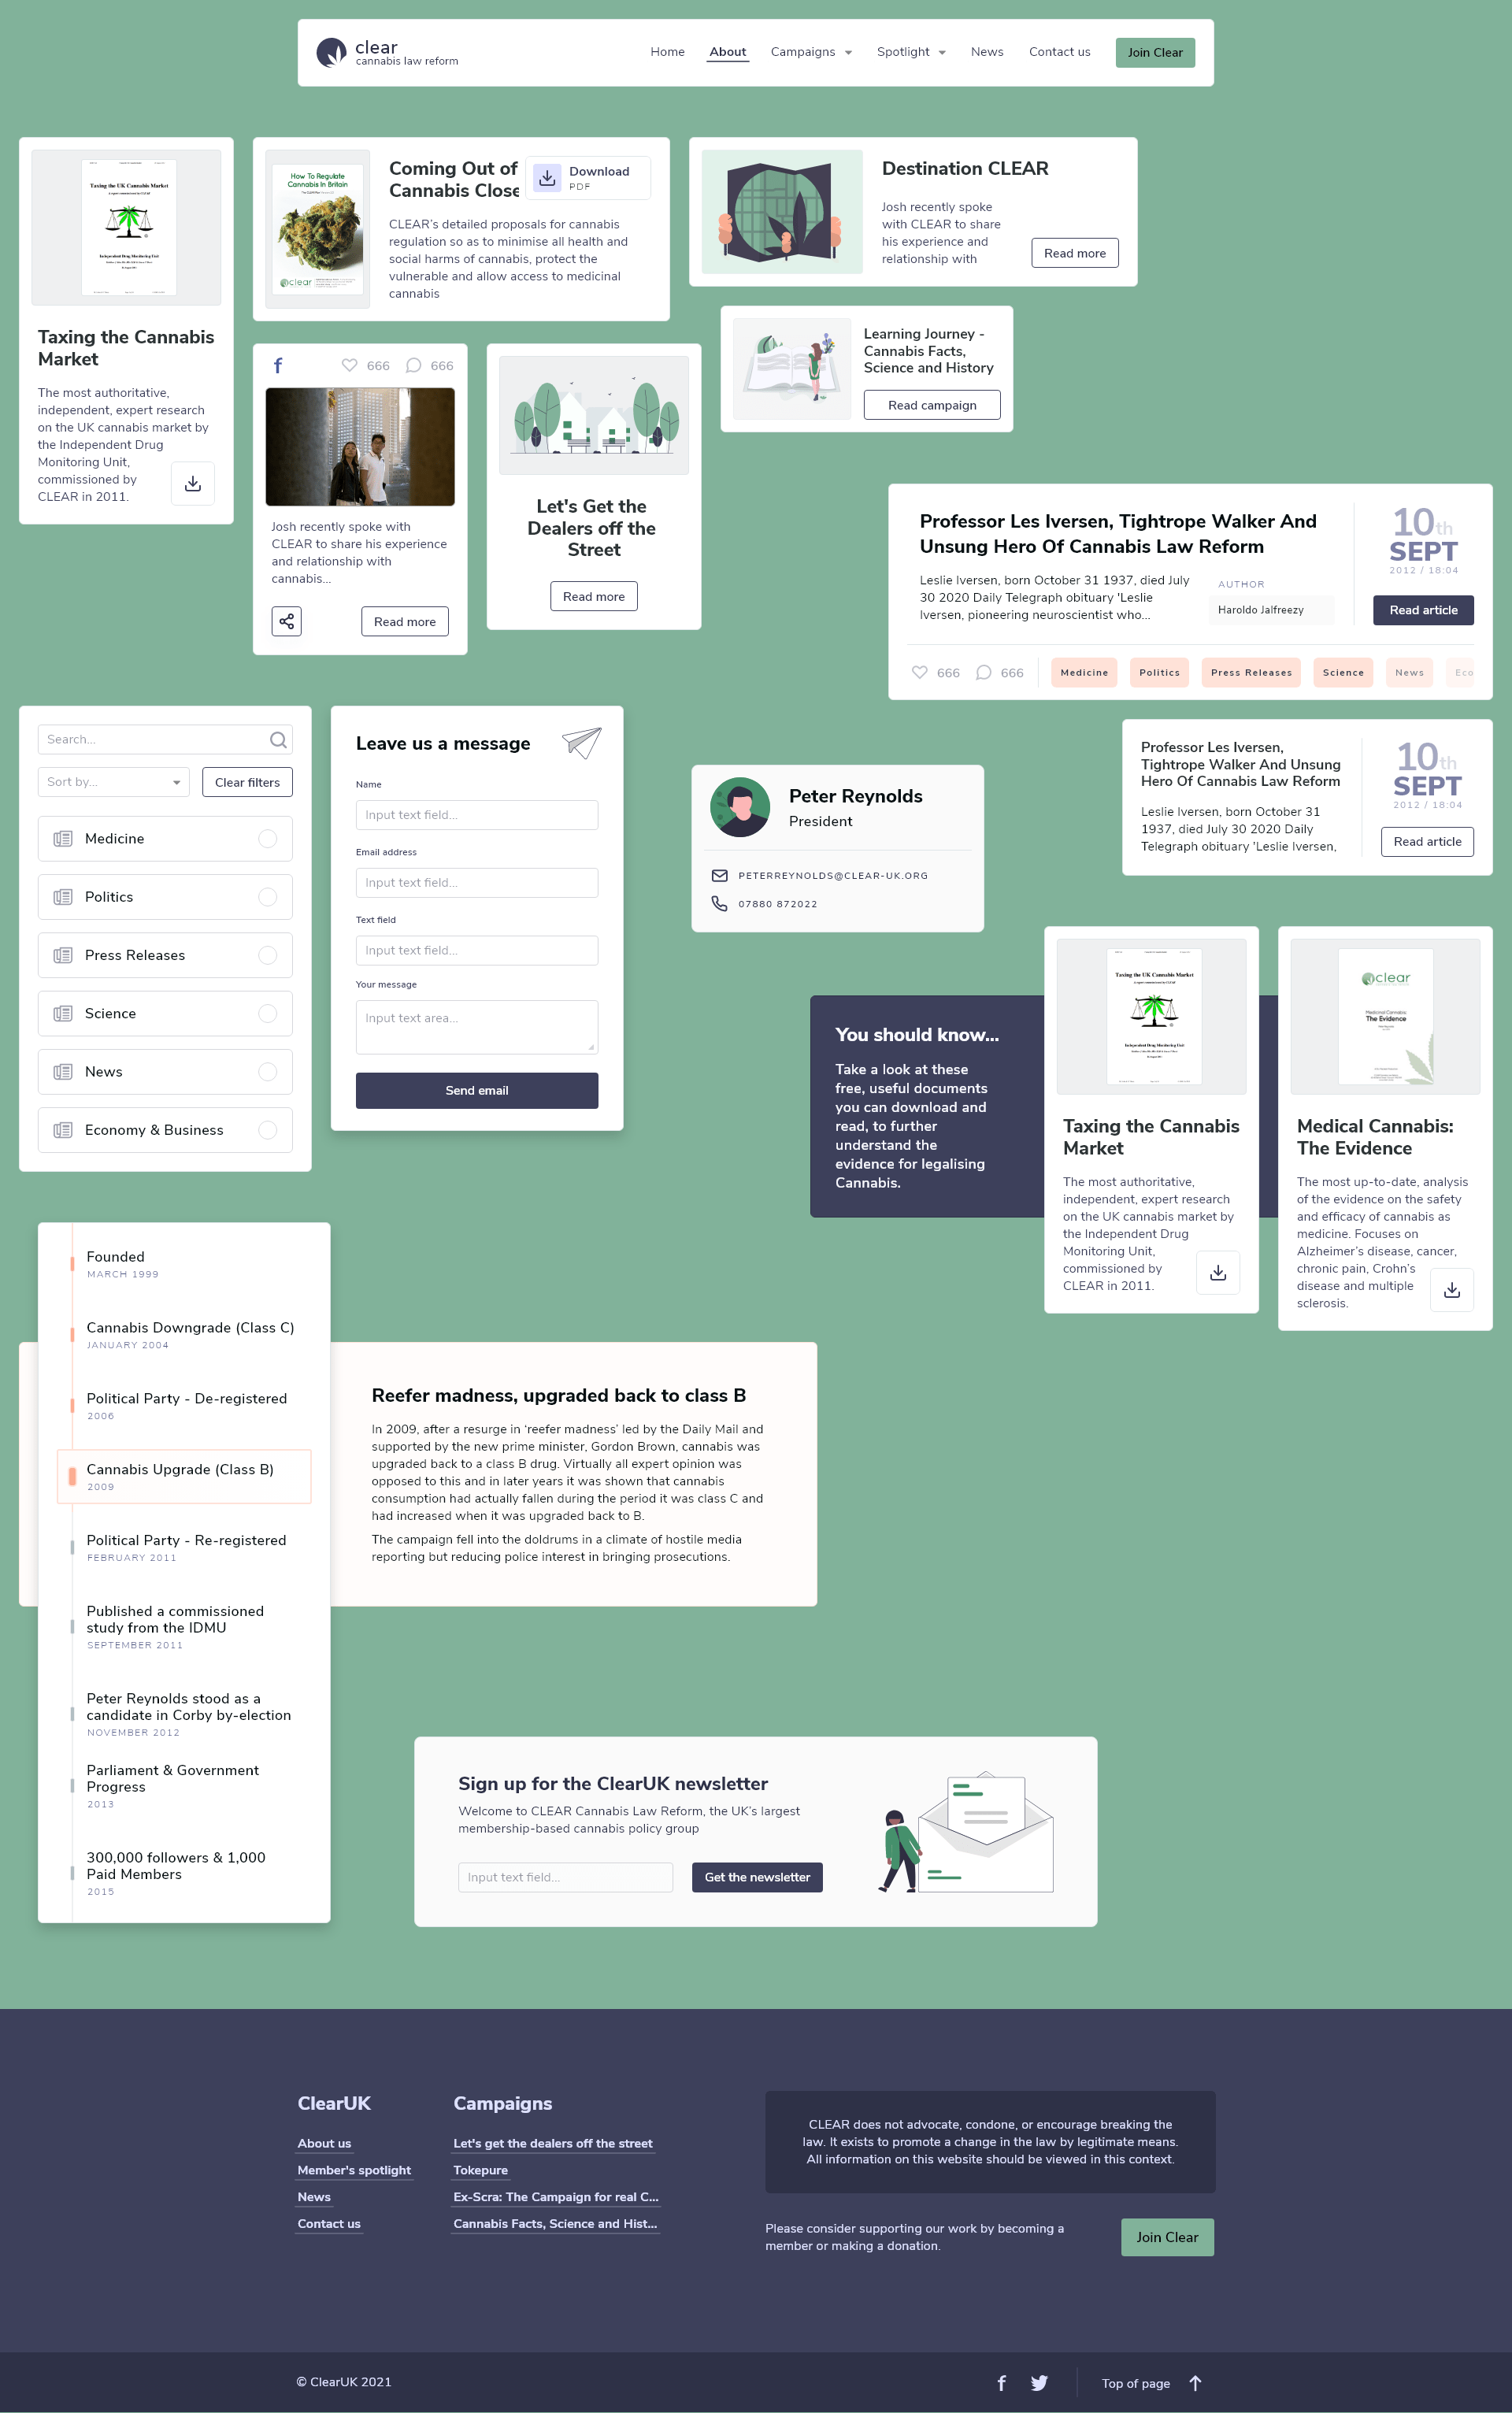 clear
cannabis law reform
Home About Campaigns Spotlight News Contact us Join Clear
Taxing the UK Cannabis Market
Independent Drug Monitoring Unit
Taxing the Cannabis
Market
The most authoritative,
independent, expert research
on the UK cannabis market by
the Independent Drug
Monitoring Unit,
commissioned by
CLEAR in 2011.
How To Regulate
Cannabis In Britain
clear
Coming Out of
Cannabis Close
Download
PDF
CLEAR's detailed proposals for cannabis
regulation so as to minimise all health and
social harms of cannabis, protect the
vulnerable and allow access to medicinal
cannabis
Destination CLEAR
Josh recently spoke
with CLEAR to share
his experience and
relationship with
Read more
f 666 666
Josh recently spoke with
CLEAR to share his experience
and relationship with
cannabis...
Read more
Let's Get the
Dealers off the
Street
Read more
Learning Journey -
Cannabis Facts,
Science and History
Read campaign
Professor Les Iversen, Tightrope Walker And
Unsung Hero Of Cannabis Law Reform
Leslie Iversen, born October 31 1937, died July
30 2020 Daily Telegraph obituary 'Leslie
Iversen, pioneering neuroscientist who...
AUTHOR
Haroldo Jalfreezy
10th
SEPT
2012 / 18:04
Read article
666 666 Medicine Politics Press Releases Science News Eco
Search...
Sort by... Clear filters
Medicine
Politics
Press Releases
Science
News
Economy & Business
Leave us a message
Name
Input text field...
Email address
Input text field...
Text field
Input text field...
Your message
Input text area...
Send email
Peter Reynolds
President
PETERREYNOLDS@CLEAR-UK.ORG
07880 872022
Professor Les Iversen,
Tightrope Walker And Unsung
Hero Of Cannabis Law Reform
Leslie Iversen, born October 31
1937, died July 30 2020 Daily
Telegraph obituary 'Leslie Iversen,
10th
SEPT
2012 / 18:04
Read article
You should know...
Take a look at these
free, useful documents
you can download and
read, to further
understand the
evidence for legalising
Cannabis.
Taxing the UK Cannabis Market
Independent Drug Monitoring Unit
Taxing the Cannabis
Market
The most authoritative,
independent, expert research
on the UK cannabis market by
the Independent Drug
Monitoring Unit,
commissioned by
CLEAR in 2011.
clear
Medicinal Cannabis:
The Evidence
Medical Cannabis:
The Evidence
The most up-to-date, analysis
of the evidence on the safety
and efficacy of cannabis as
medicine. Focuses on
Alzheimer's disease, cancer,
chronic pain, Crohn's
disease and multiple
sclerosis.
Founded
MARCH 1999
Cannabis Downgrade (Class C)
JANUARY 2004
Political Party - De-registered
2006
Cannabis Upgrade (Class B)
2009
Political Party - Re-registered
FEBRUARY 2011
Published a commissioned
study from the IDMU
SEPTEMBER 2011
Peter Reynolds stood as a
candidate in Corby by-election
NOVEMBER 2012
Parliament & Government
Progress
2013
300,000 followers & 1,000
Paid Members
2015
Reefer madness, upgraded back to class B
In 2009, after a resurge in ‘reefer madness’ led by the Daily Mail and
supported by the new prime minister, Gordon Brown, cannabis was
upgraded back to a class B drug. Virtually all expert opinion was
opposed to this and in later years it was shown that cannabis
consumption had actually fallen during the period it was class C and
had increased when it was upgraded back to B.
The campaign fell into the doldrums in a climate of hostile media
reporting but reducing police interest in bringing prosecutions.
Sign up for the ClearUK newsletter
Welcome to CLEAR Cannabis Law Reform, the UK's largest
membership-based cannabis policy group
Input text field... Get the newsletter
ClearUK
About us
Member's spotlight
News
Contact us
Campaigns
Let's get the dealers off the street
Tokepure
Ex-Scra: The Campaign for real C...
Cannabis Facts, Science and Hist...
CLEAR does not advocate, condone, or encourage breaking the
law. It exists to promote a change in the law by legitimate means.
All information on this website should be viewed in this context.
Please consider supporting our work by becoming a
member or making a donation.
Join Clear
© ClearUK 2021
f Top of page